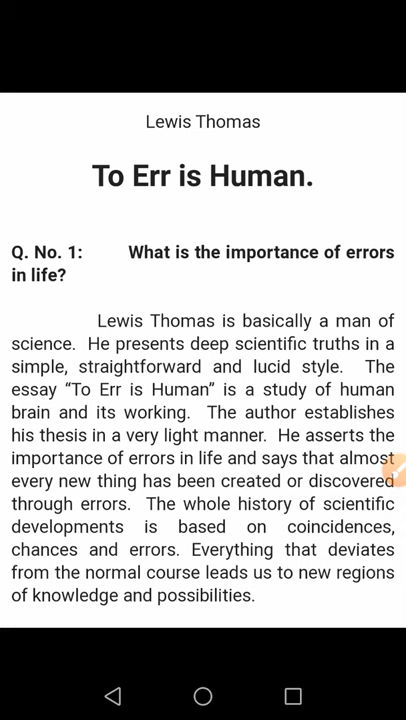 Lewis Thomas
To Err is Human.
Q. No. 1: What is the importance of errors
in life?
Lewis Thomas is basically a man of
science. He presents deep scientific truths in a
simple, straightforward and lucid style. The
essay “To Err is Human” is a study of human
brain and its working. The author establishes
his thesis in a very light manner. He asserts the
importance of errors in life and says that almost
every new thing has been created or discovered
through errors. The whole history of scientific
developments is based on coincidences,
chances and errors. Everything that deviates
from the normal course leads us to new regions
of knowledge and possibilities.